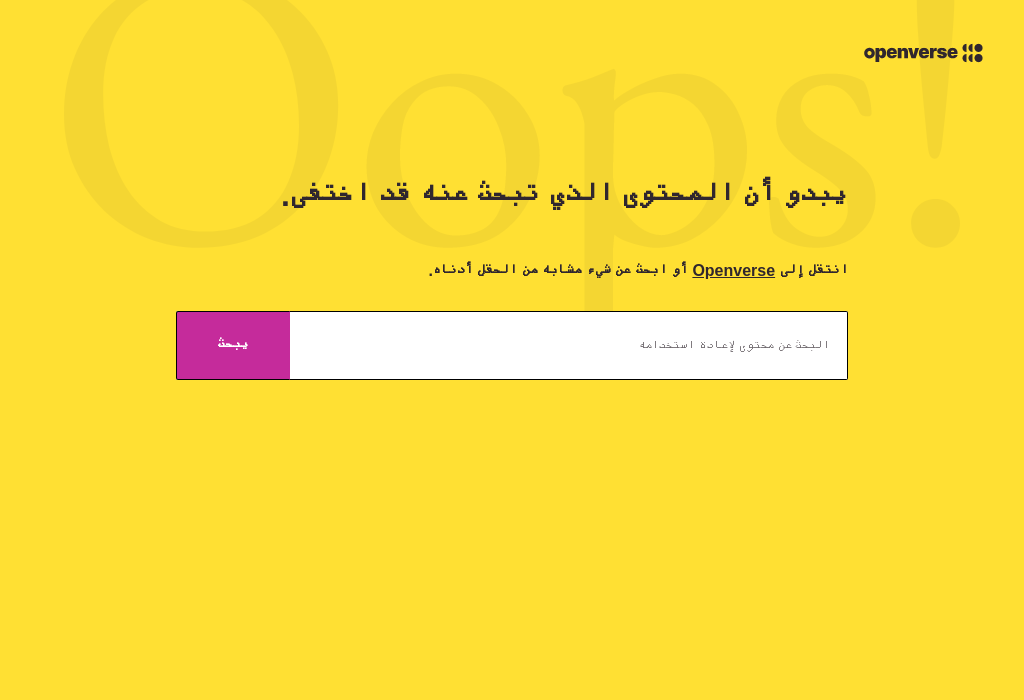 openverse
Oops!
يبدو أن المحتوى الذي تبحث عنه قد اختفى.
انتقل إلى Openverse أو ابحث عن شيء مشابه من الحقل أدناه.
البحث عن محتوى لإعادة استخدامه
يبحث